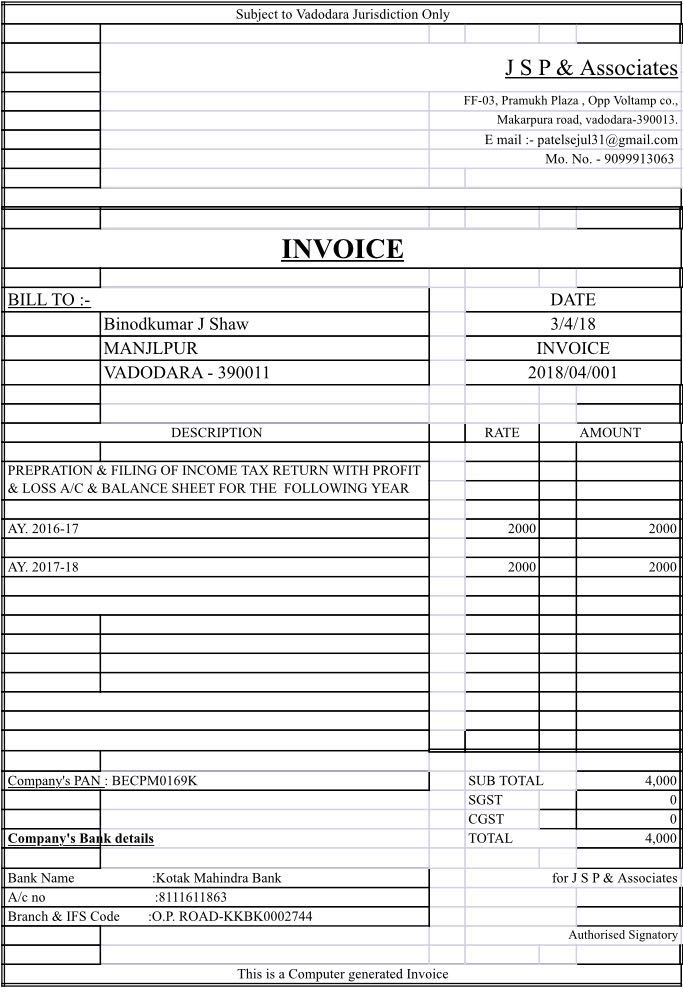 Subject to Vadodara Jurisdiction Only
J S P & Associates
FF-03, Pramukh Plaza , Opp Voltamp co.,
Makarpura road, vadodara-390013.
E mail :- patelsejul31@gmail.com
Mo. No. - 9099913063
INVOICE
BILL TO :- DATE
Binodkumar J Shaw 3/4/18
MANJLPUR INVOICE
VADODARA - 390011 2018/04/001
DESCRIPTION RATE AMOUNT
PREPRATION & FILING OF INCOME TAX RETURN WITH PROFIT
& LOSS A/C & BALANCE SHEET FOR THE FOLLOWING YEAR
AY. 2016-17 2000 2000
AY. 2017-18 2000 2000
Company's PAN : BECPM0169K SUB TOTAL 4,000
SGST 0
CGST 0
Company's Bank details TOTAL 4,000
Bank Name :Kotak Mahindra Bank for J S P & Associates
A/c no :8111611863
Branch & IFS Code :O.P. ROAD-KKBK0002744
Authorised Signatory
This is a Computer generated Invoice